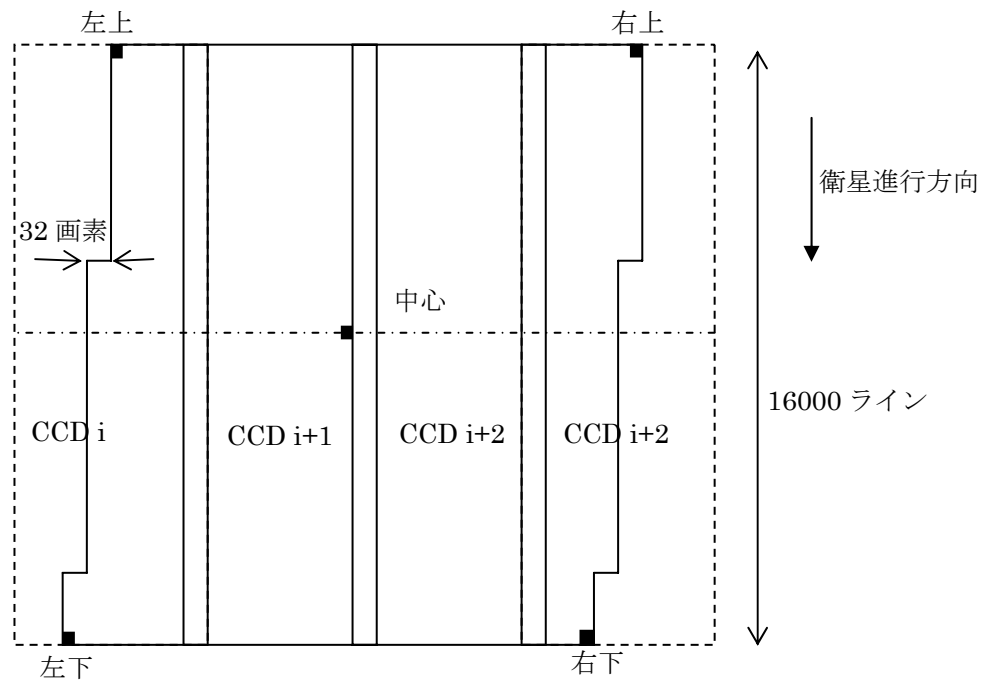 左上
右上
衛星進行方向
32 画素
中心
16000 ライン
CCD i
CCD i+1
CCD i+2
CCD i+2
左下
右下